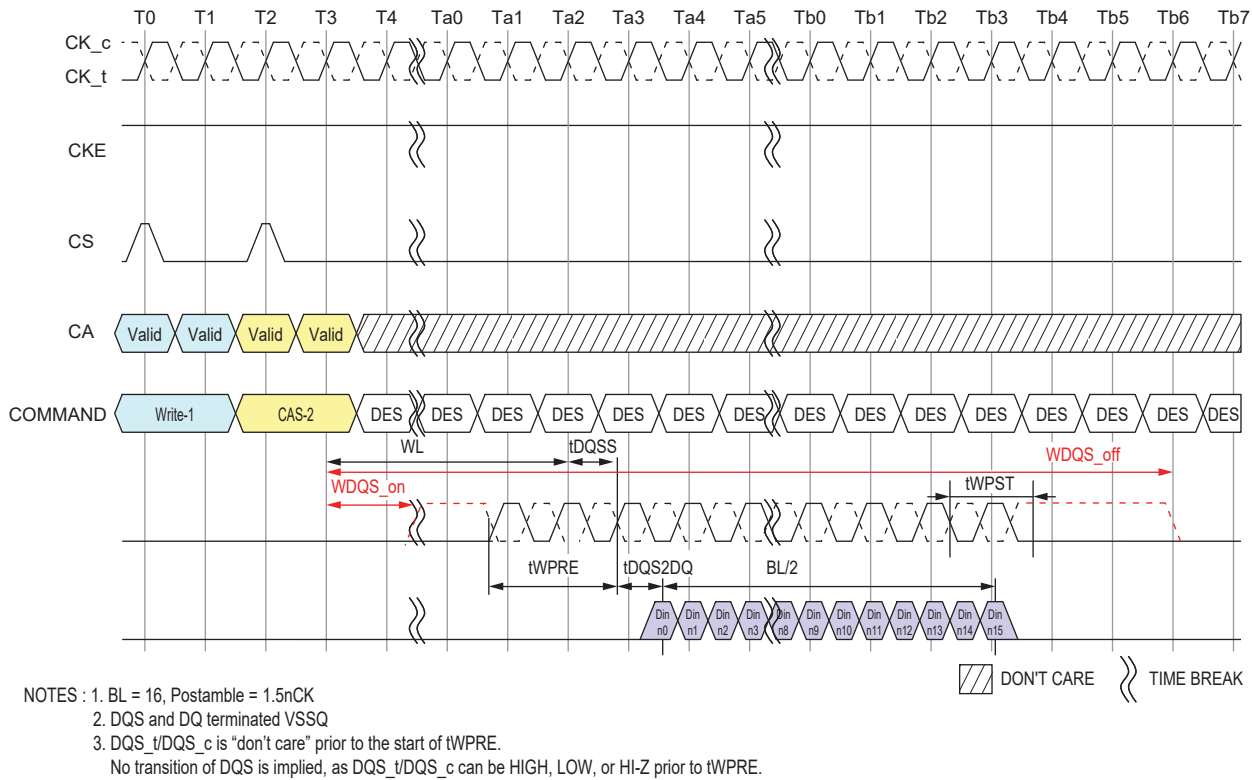 T0 T1 T2 T3 T4 Ta0 Ta1 Ta2 Ta3 Ta4 Ta5 Tb0 Tb1 Tb2 Tb3 Tb4 Tb5 Tb6 Tb7
CK_c
CK_t
CKE
CS
CA Valid Valid Valid Valid
COMMAND Write-1 CAS-2 DES DES DES DES DES DES DES DES DES DES DES DES DES DES DES
WL tDQSS
WDQS_off
WDQS_on tWPST
tWPRE tDQS2DQ BL/2
Din n0 Din n1 Din n2 Din n3 Din n8 Din n9 Din n10 Din n11 Din n12 Din n13 Din n14 Din n15
DON'T CARE TIME BREAK
NOTES : 1. BL = 16, Postamble = 1.5nCK
2. DQS and DQ terminated VSSQ
3. DQS_t/DQS_c is “don't care” prior to the start of tWPRE.
No transition of DQS is implied, as DQS_t/DQS_c can be HIGH, LOW, or HI-Z prior to tWPRE.